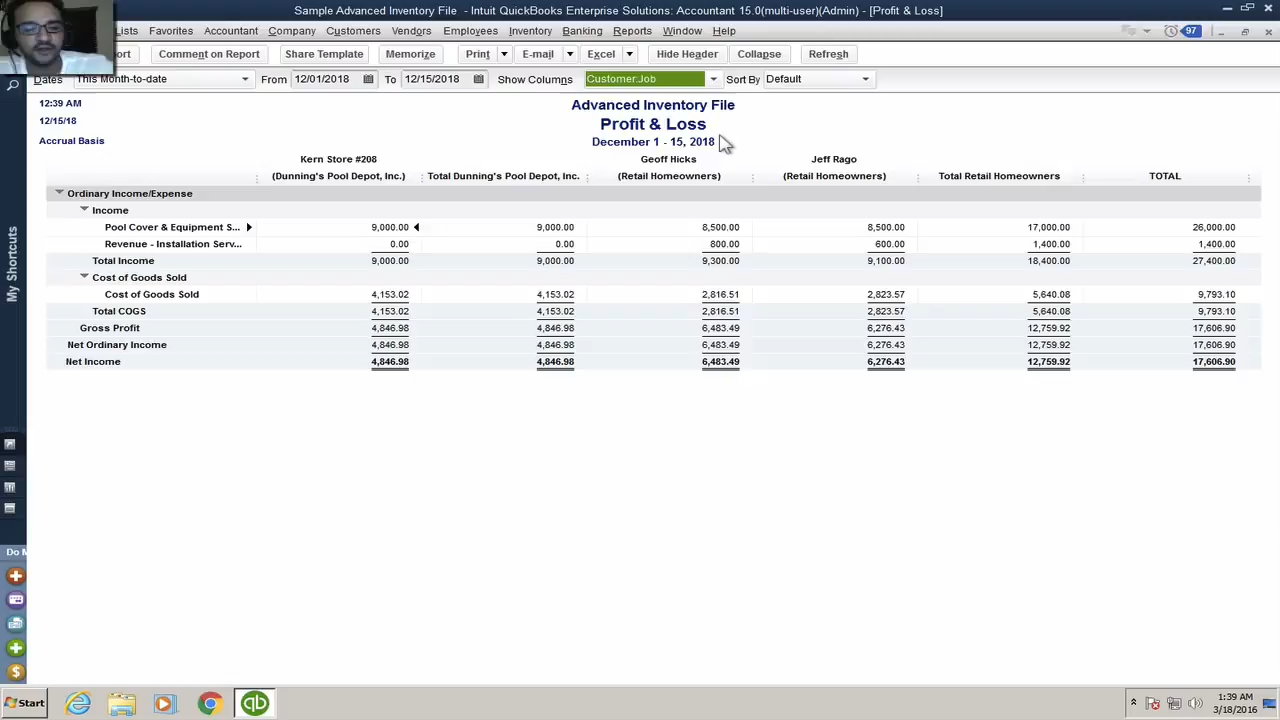 Sample Advanced Inventory File - Intuit QuickBooks Enterprise Solutions: Accountant 15.0(multi-user)(Admin) - [Profit & Loss]
Lists Favorites Accountant Company Customers Vendors Employees Inventory Banking Reports Window Help 97
Comment on Report Share Template Memorize Print E-mail Excel Hide Header Collapse Refresh
Dates This Month-to-date From 12/01/2018 To 12/15/2018 Show Columns Customer:Job Sort By Default
12:39 AM
12/15/18
Accrual Basis
Advanced Inventory File
Profit & Loss
December 1 - 15, 2018
Kern Store #208 Geoff Hicks Jeff Rago
(Dunning's Pool Depot, Inc.) Total Dunning's Pool Depot, Inc. (Retail Homeowners) (Retail Homeowners) Total Retail Homeowners TOTAL
Ordinary Income/Expense
Income
Pool Cover & Equipment S... 9,000.00 9,000.00 8,500.00 8,500.00 17,000.00 26,000.00
Revenue - Installation Serv... 0.00 0.00 800.00 600.00 1,400.00 1,400.00
Total Income 9,000.00 9,000.00 9,300.00 9,100.00 18,400.00 27,400.00
Cost of Goods Sold
Cost of Goods Sold 4,153.02 4,153.02 2,816.51 2,823.57 5,640.08 9,793.10
Total COGS 4,153.02 4,153.02 2,816.51 2,823.57 5,640.08 9,793.10
Gross Profit 4,846.98 4,846.98 6,483.49 6,276.43 12,759.92 17,606.90
Net Ordinary Income 4,846.98 4,846.98 6,483.49 6,276.43 12,759.92 17,606.90
Net Income 4,846.98 4,846.98 6,483.49 6,276.43 12,759.92 17,606.90
My Shortcuts
Do M
Start
qb
1:39 AM
3/18/2016